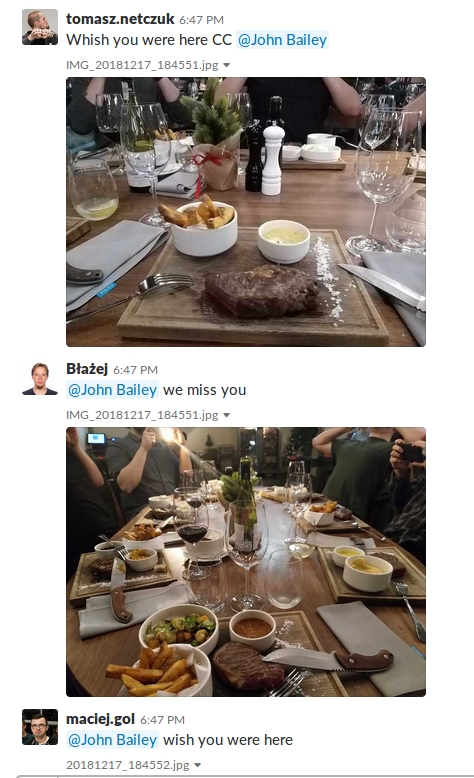 tomasz.netczuk 6:47 PM
Whish you were here CC @John Bailey
IMG_20181217_184551.jpg
Błażej 6:47 PM
@John Bailey we miss you
IMG_20181217_184551.jpg
maciej.gol 6:47 PM
@John Bailey wish you were here
20181217_184552.jpg